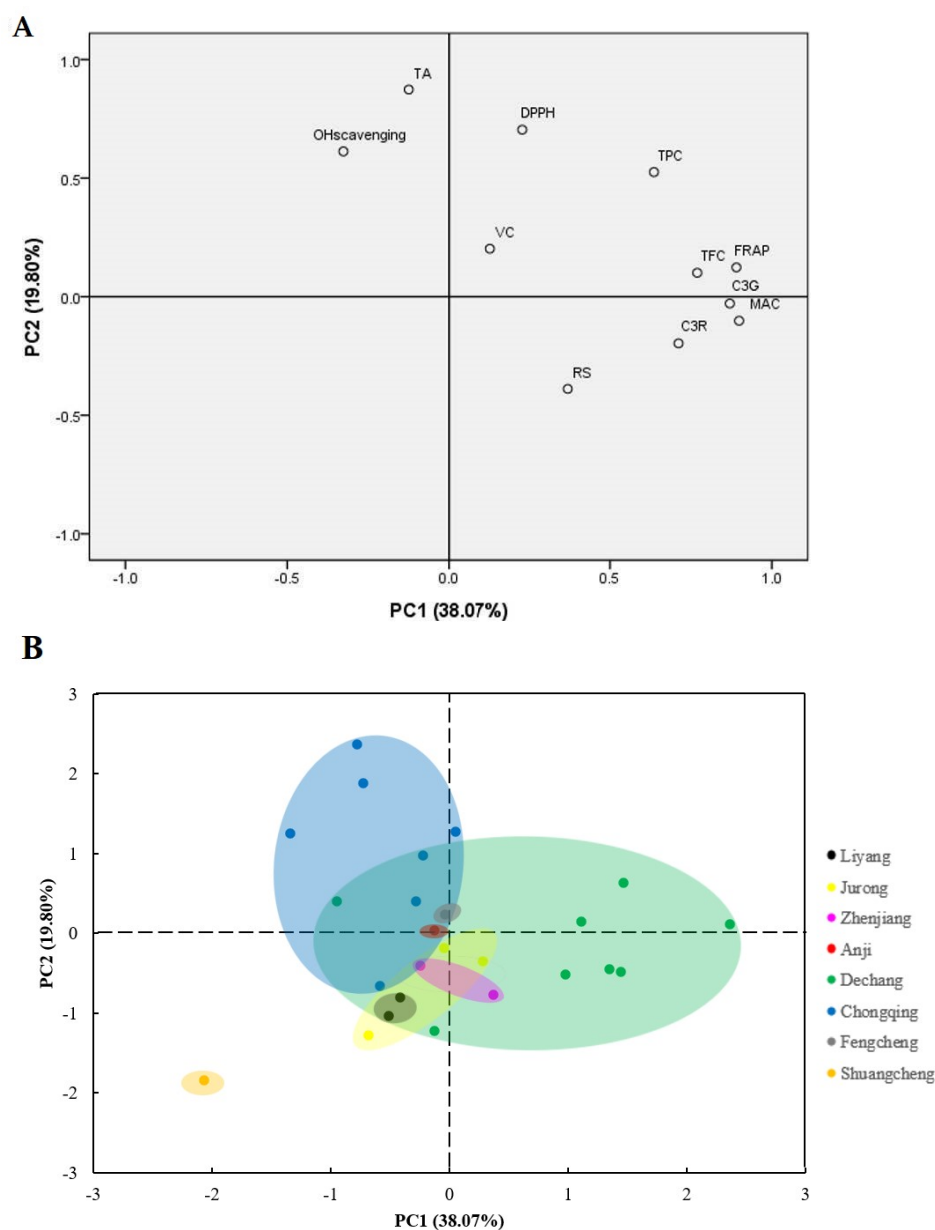 A
1.0
TA
DPPH
OHscavenging
TPC
0.5
VC
TFC
FRAP
C3G
MAC
0.0
C3R
RS
-0.5
-1.0
PC2 (19.80%)
-1.0
-0.5
0.0
0.5
1.0
PC1 (38.07%)
B
3
2
1
0
-1
-2
-3
PC2 (19.80%)
-3
-2
-1
0
1
2
3
PC1 (38.07%)
Liyang
Jurong
Zhenjiang
Anji
Dechang
Chongqing
Fengcheng
Shuangcheng